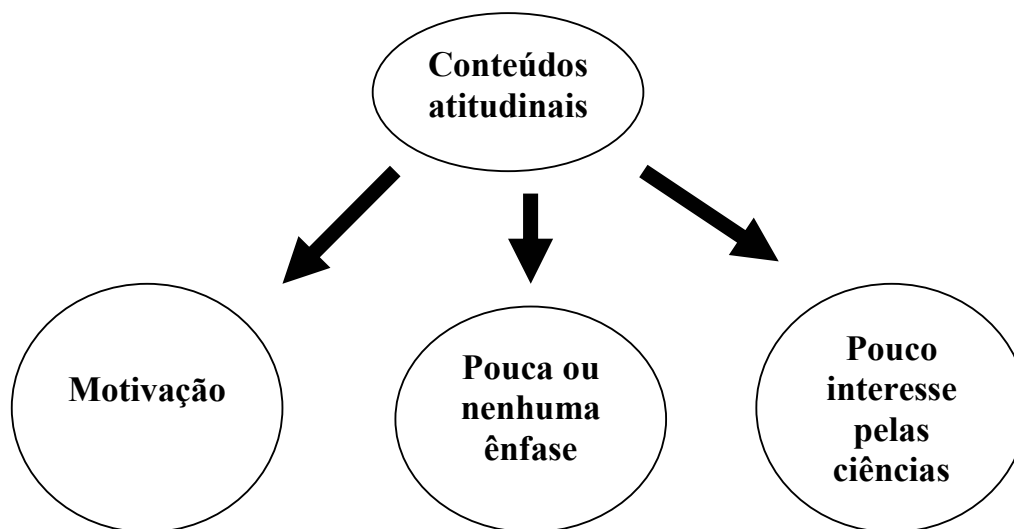 Conteúdos
atitudinais
Motivação
Pouca ou
nenhuma
ênfase
Pouco
interesse
pelas
ciências